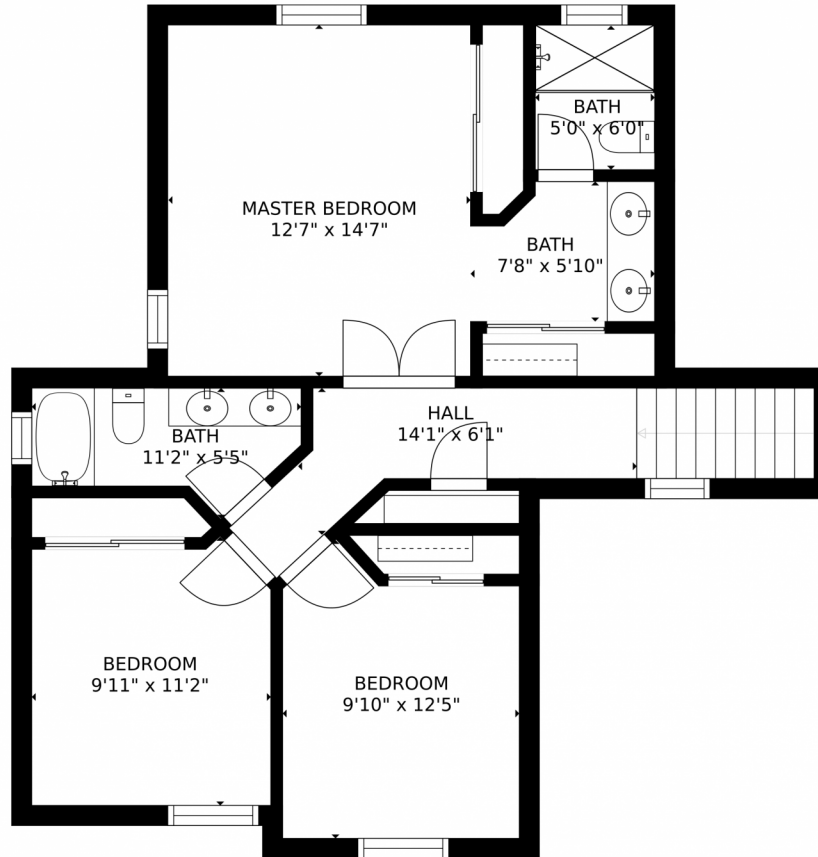 BATH
5'0" x 6'0"
MASTER BEDROOM
12'7" x 14'7"
BATH
7'8" x 5'10"
HALL
14'1" x 6'1"
BATH
11'2" x 5'5"
BEDROOM
9'11" x 11'2"
BEDROOM
9'10" x 12'5"